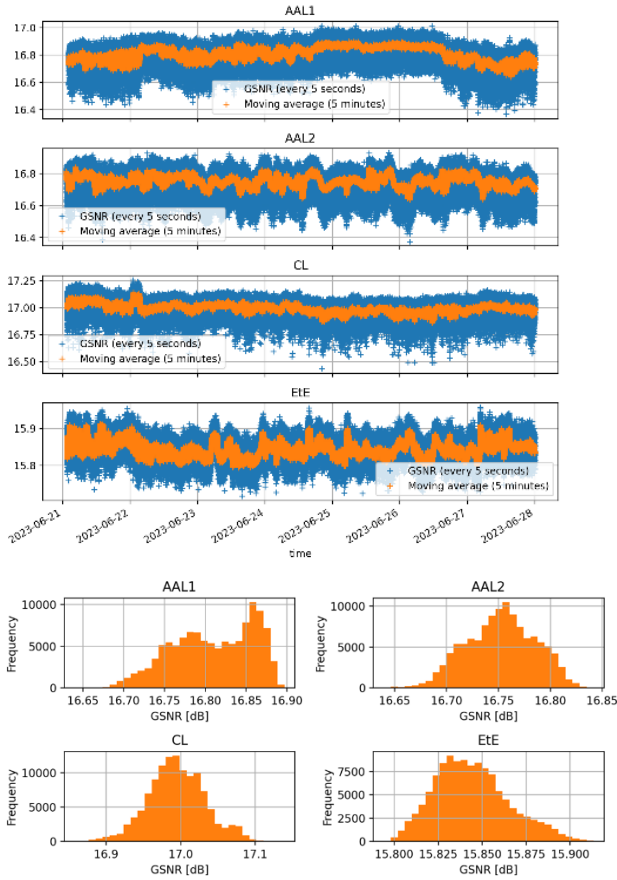 AAL1
17.0
16.8
16.6
16.4
GSNR (every 5 seconds)
Moving average (5 minutes)
AAL2
16.8
16.6
16.4
GSNR (every 5 seconds)
Moving average (5 minutes)
CL
17.25
17.00
16.75
16.50
GSNR (every 5 seconds)
Moving average (5 minutes)
EtE
15.9
15.8
GSNR (every 5 seconds)
Moving average (5 minutes)
2023-06-21
2023-06-22
2023-06-23
2023-06-24
2023-06-25
2023-06-26
2023-06-27
2023-06-28
time
AAL1
Frequency
10000
5000
0
16.65 16.70 16.75 16.80 16.85 16.90
GSNR [dB]
AAL2
Frequency
10000
5000
0
16.65 16.70 16.75 16.80 16.85
GSNR [dB]
CL
Frequency
10000
5000
0
16.9 17.0 17.1
GSNR [dB]
EtE
Frequency
7500
5000
2500
0
15.800 15.825 15.850 15.875 15.900
GSNR [dB]